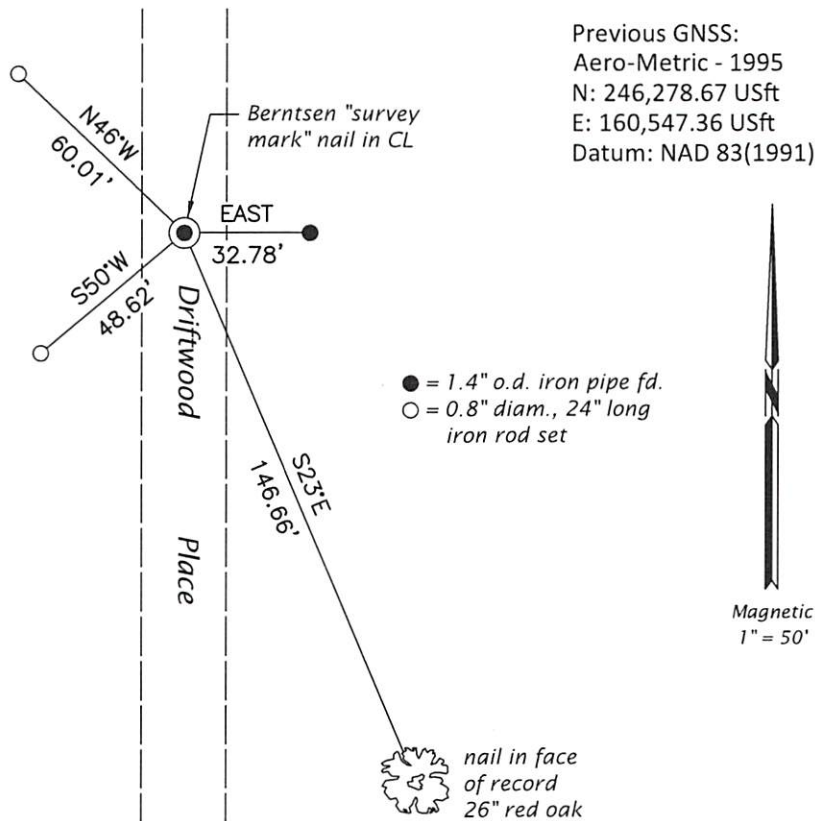 Previous GNSS:
Aero-Metric - 1995
N: 246,278.67 USft
E: 160,547.36 USft
Datum: NAD 83(1991)
Berntsen "survey
mark" nail in CL
N46°W
60.01'
EAST
32.78'
S50°W
48.62'
Driftwood
Place
● = 1.4" o.d. iron pipe fd.
○ = 0.8" diam., 24" long
iron rod set
S23°E
146.66'
N
Magnetic
1" = 50'
nail in face
of record
26" red oak